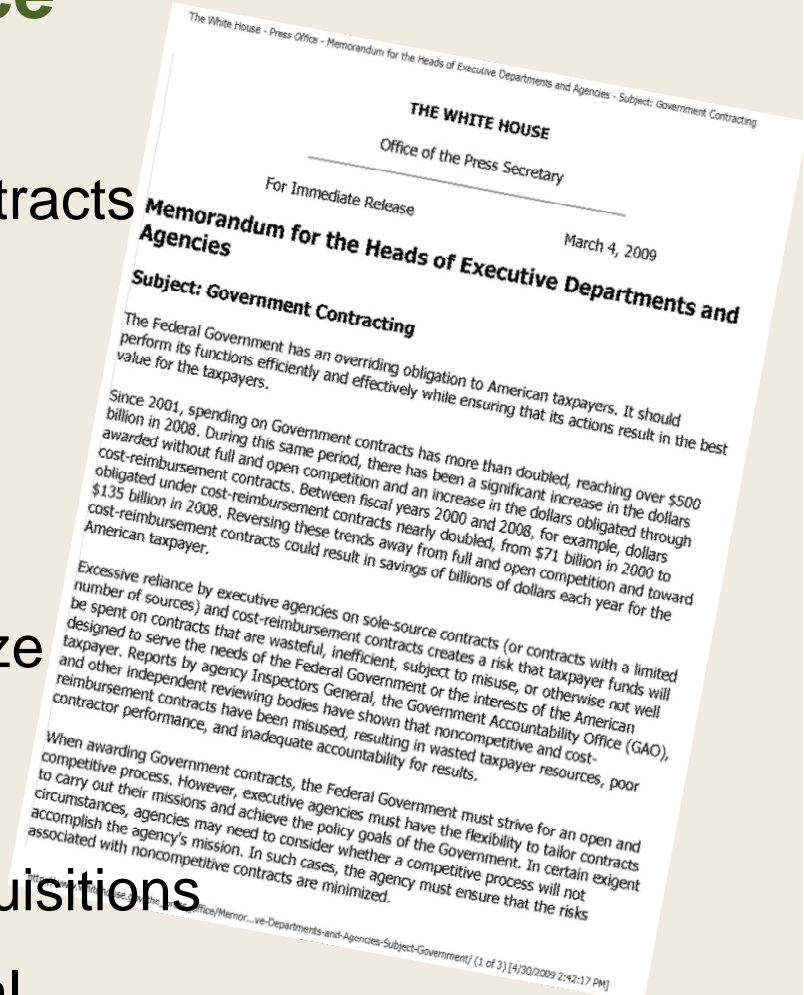 ce
tracts
ze
uisitions
al
The White House - Press Office - Memorandum for the Heads of Executive Departments and Agencies - Subject: Government Contracting
THE WHITE HOUSE
Office of the Press Secretary
For Immediate Release
March 4, 2009
Memorandum for the Heads of Executive Departments and
Agencies
Subject: Government Contracting
The Federal Government has an overriding obligation to American taxpayers. It should
perform its functions efficiently and effectively while ensuring that its actions result in the best
value for the taxpayers.
Since 2001, spending on Government contracts has more than doubled, reaching over $500
billion in 2008. During this same period, there has been a significant increase in the dollars
awarded without full and open competition and an increase in the dollars obligated through
cost-reimbursement contracts. Between fiscal years 2000 and 2008, for example, dollars
obligated under cost-reimbursement contracts nearly doubled, from $71 billion in 2000 to
$135 billion in 2008. Reversing these trends away from full and open competition and toward
cost-reimbursement contracts could result in savings of billions of dollars each year for the
American taxpayer.
Excessive reliance by executive agencies on sole-source contracts (or contracts with a limited
number of sources) and cost-reimbursement contracts creates a risk that taxpayer funds will
be spent on contracts that are wasteful, inefficient, subject to misuse, or otherwise not well
designed to serve the needs of the Federal Government or the interests of the American
taxpayer. Reports by agency Inspectors General, the Government Accountability Office (GAO),
and other independent reviewing bodies have shown that noncompetitive and cost-
reimbursement contracts have been misused, resulting in wasted taxpayer resources, poor
contractor performance, and inadequate accountability for results.
When awarding Government contracts, the Federal Government must strive for an open and
competitive process. However, executive agencies must have the flexibility to tailor contracts
to carry out their missions and achieve the policy goals of the Government. In certain exigent
circumstances, agencies may need to consider whether a competitive process will not
accomplish the agency's mission. In such cases, the agency must ensure that the risks
associated with noncompetitive contracts are minimized.
office/Memor...ve-Departments-and-Agencies-Subject-Government/ (1 of 3) [4/30/2009 2:42:17 PM]